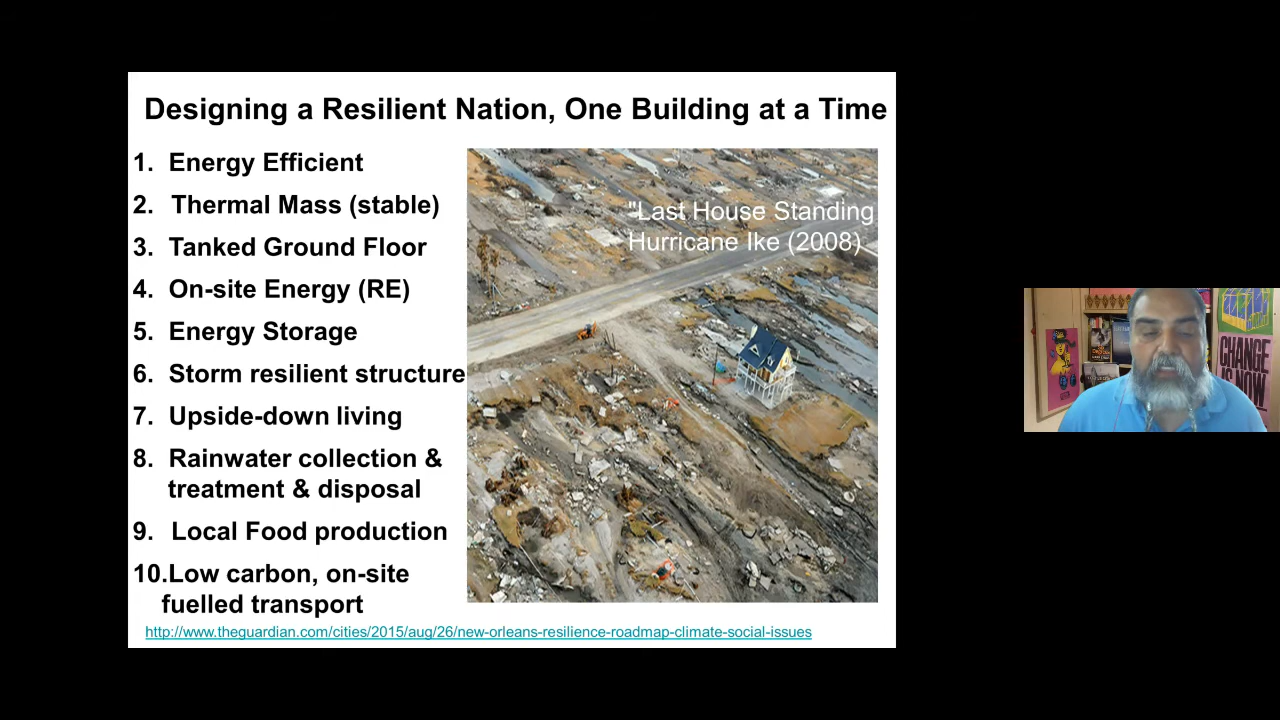 Designing a Resilient Nation, One Building at a Time
1. Energy Efficient
2. Thermal Mass (stable)
3. Tanked Ground Floor
4. On-site Energy (RE)
5. Energy Storage
6. Storm resilient structure
7. Upside-down living
8. Rainwater collection &
treatment & disposal
9. Local Food production
10.Low carbon, on-site
fuelled transport
"Last House Standing
Hurricane Ike (2008)
http://www.theguardian.com/cities/2015/aug/26/new-orleans-resilience-roadmap-climate-social-issues
CHANGE
IS NOW